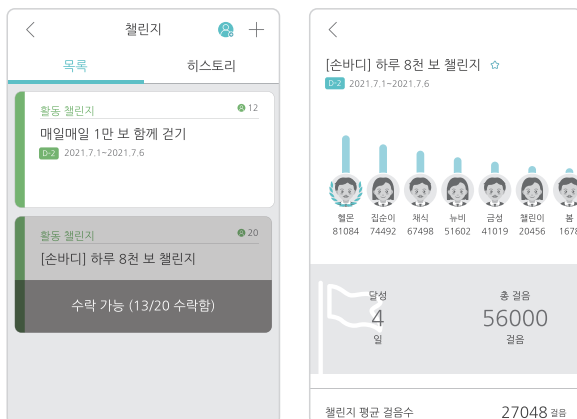 챌린지
목록 히스토리
활동 챌린지 12
매일매일 1만 보 함께 걷기
D-2 2021.7.1~2021.7.6
활동 챌린지 20
[손바디] 하루 8천 보 챌린지
수락 가능 (13/20 수락함)
[손바디] 하루 8천 보 챌린지
D-2 2021.7.1~2021.7.6
헬몬 집순이 채식 뉴비 금성 챌린이 봄
81084 74492 67498 51602 41019 20456 1678
달성 총 걸음
4 56000
일 걸음
챌린지 평균 걸음수 27048 걸음